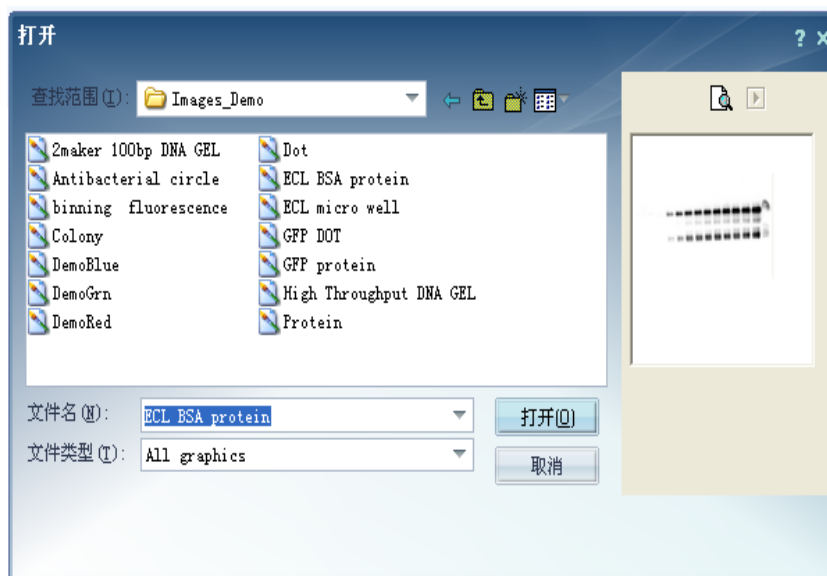 打开
查找范围(I):
Images_Demo
2maker 100bp DNA GEL
Antibacterial circle
binning  fluorescence
Colony
DemoBlue
DemoGrn
DemoRed
Dot
ECL BSA protein
ECL micro well
GFP DOT
GFP protein
High Throughput DNA GEL
Protein
文件名(N):
ECL BSA protein
打开(O)
文件类型(T):
All graphics
取消